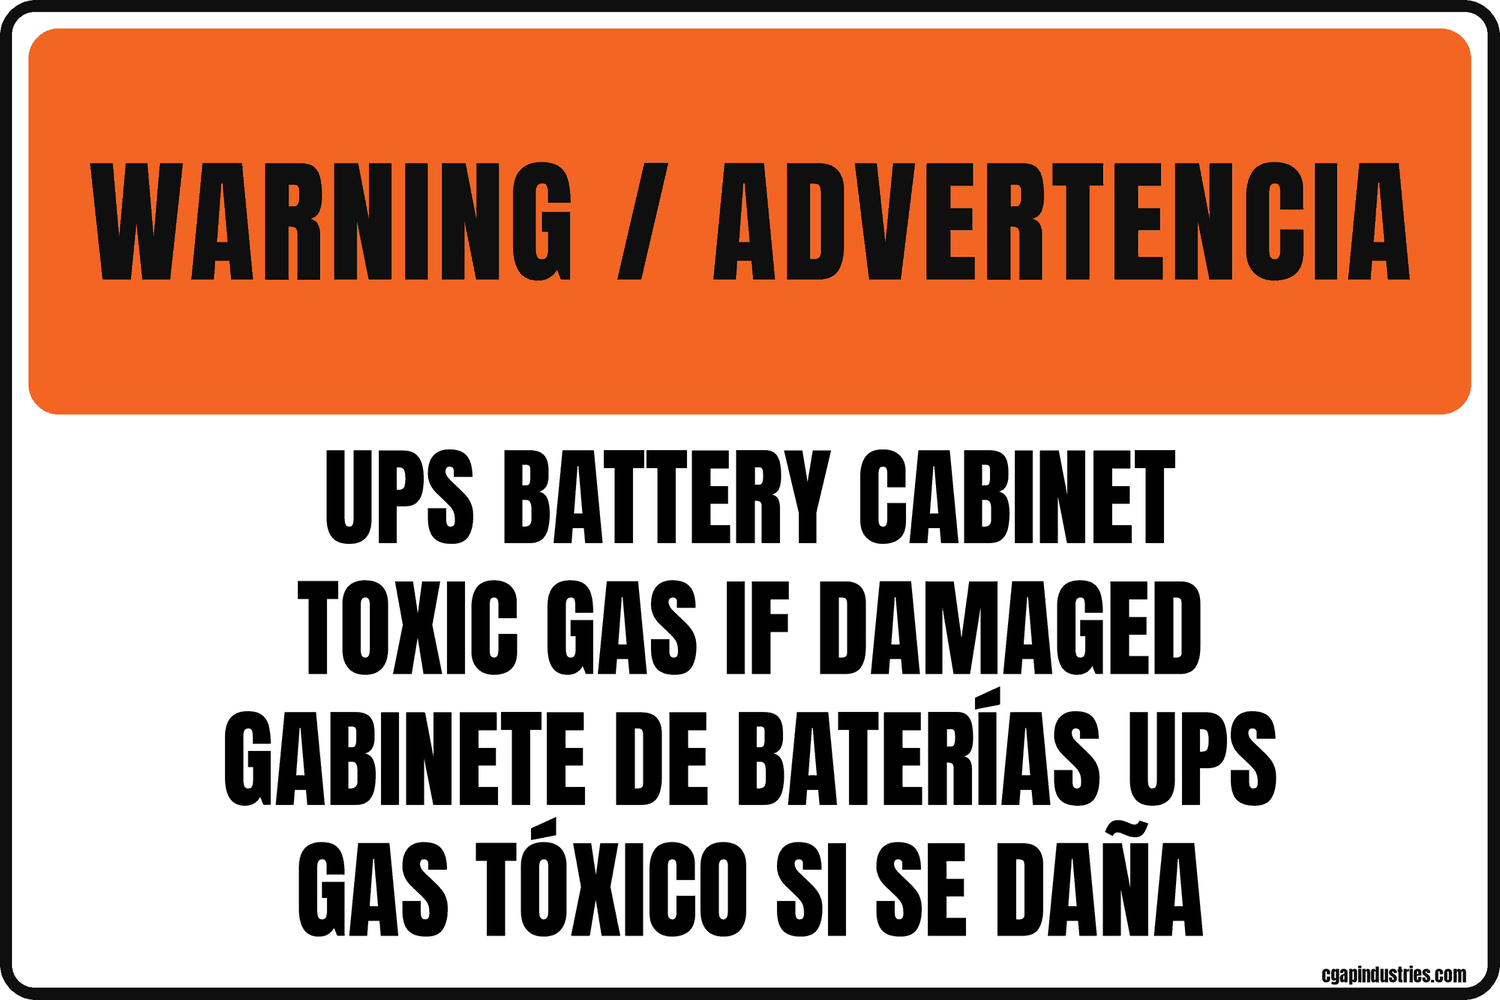 WARNING / ADVERTENCIA
UPS BATTERY CABINET
TOXIC GAS IF DAMAGED
GABINETE DE BATERÍAS UPS
GAS TÓXICO SI SE DAÑA
cgapindustries.com